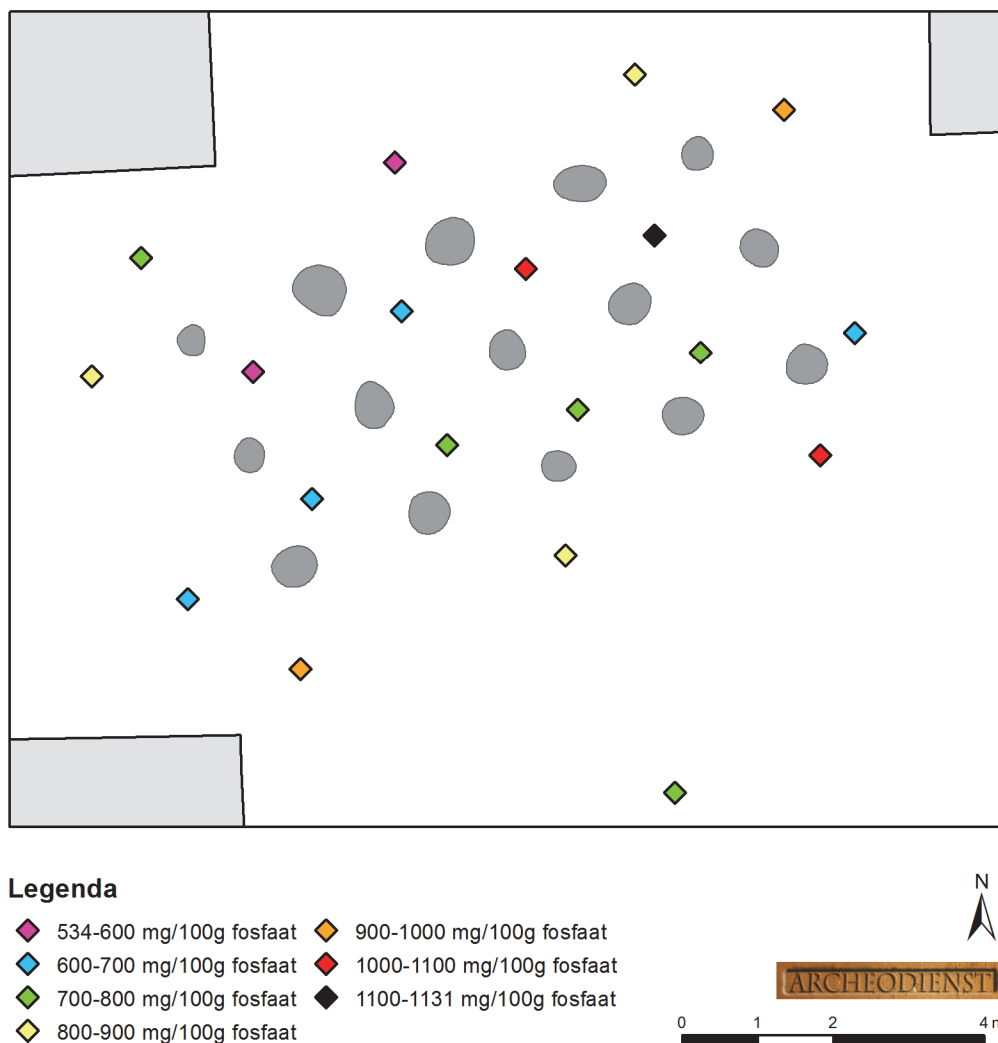 Legenda
534-600 mg/100g fosfaat
600-700 mg/100g fosfaat
700-800 mg/100g fosfaat
800-900 mg/100g fosfaat
900-1000 mg/100g fosfaat
1000-1100 mg/100g fosfaat
1100-1131 mg/100g fosfaat
N
ARCHEODIENST
0 1 2 4